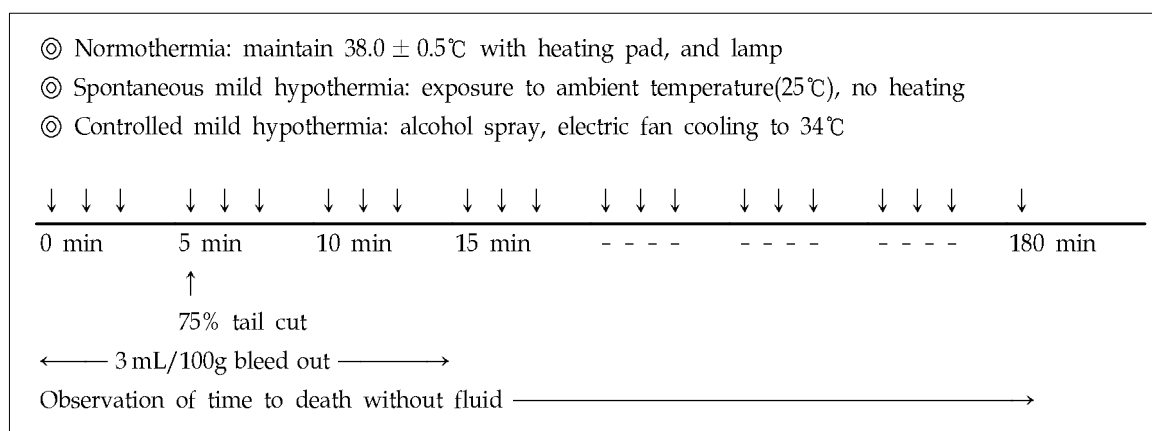 ◎ Normothermia: maintain 38.0 ± 0.5℃ with heating pad, and lamp
◎ Spontaneous mild hypothermia: exposure to ambient temperature(25℃), no heating
◎ Controlled mild hypothermia: alcohol spray, electric fan cooling to 34℃
↓ ↓ ↓ ↓ ↓ ↓ ↓ ↓ ↓ ↓ ↓ ↓ ↓ ↓ ↓ ↓ ↓ ↓ ↓ ↓ ↓ ↓
0 min 5 min 10 min 15 min - - - - - - - - - - - - 180 min
↑
75% tail cut
←—— 3 mL/100g bleed out ———→
Observation of time to death without fluid ————→